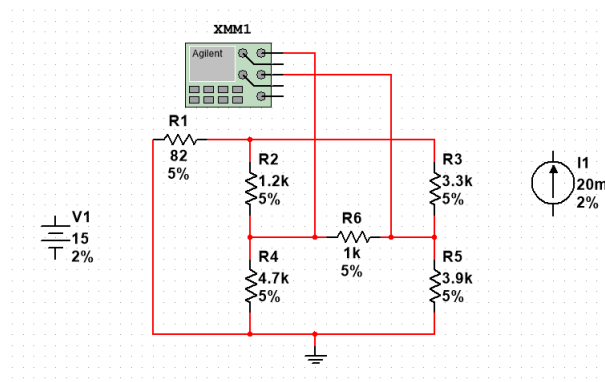 XMM1
Agilent
R1
82
5%
R2
1.2k
5%
R3
3.3k
5%
I1
20m
2%
V1
15
2%
R6
1k
5%
R4
4.7k
5%
R5
3.9k
5%